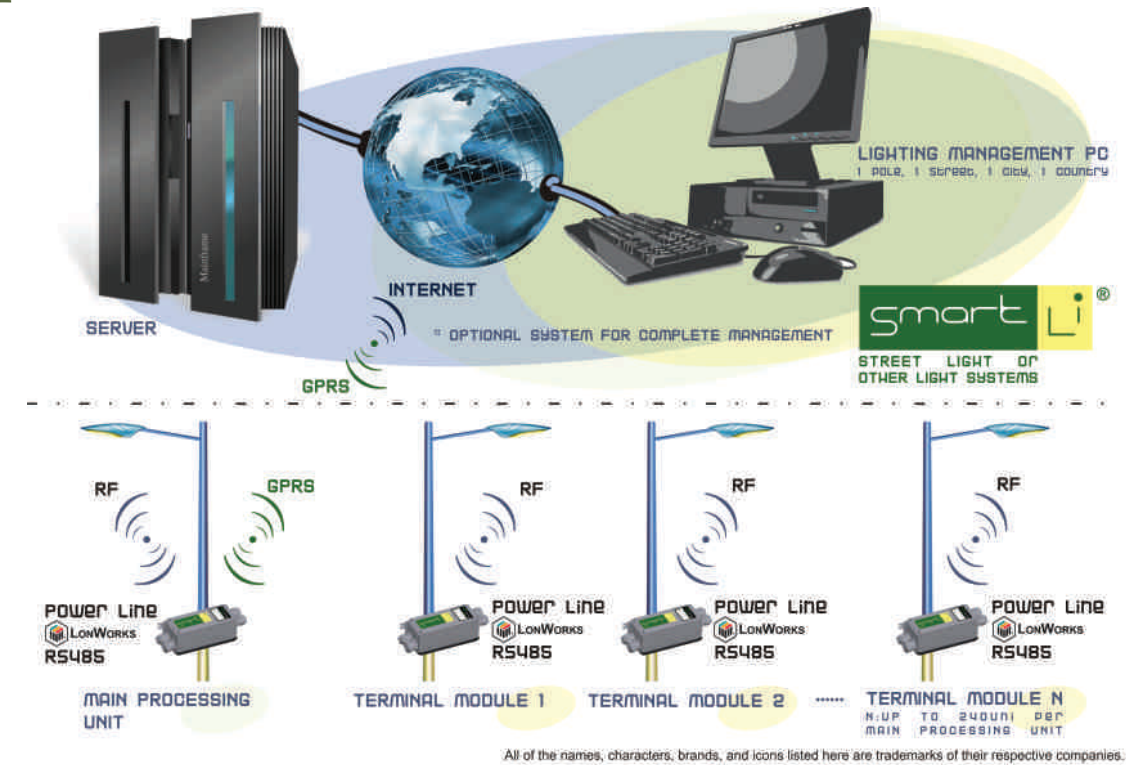 LIGHTING MANAGEMENT PC
1 POLE, 1 STREET, 1 CITY, 1 COUNTRY
Mainframe
INTERNET
SERVER
* OPTIONAL SYSTEM FOR COMPLETE MANAGEMENT
smart Li ®
STREET LIGHT OR
OTHER LIGHT SYSTEMS
GPRS
RF
GPRS
RF
RF
RF
POWER LINE
LONWORKS
RS485
POWER LINE
LONWORKS
RS485
POWER LINE
LONWORKS
RS485
POWER LINE
LONWORKS
RS485
MAIN PROCESSING
UNIT
TERMINAL MODULE 1
TERMINAL MODULE 2
......
TERMINAL MODULE N
N:UP TO 240UNI PER
MAIN PROCESSING UNIT
All of the names, characters, brands, and icons listed here are trademarks of their respective companies.